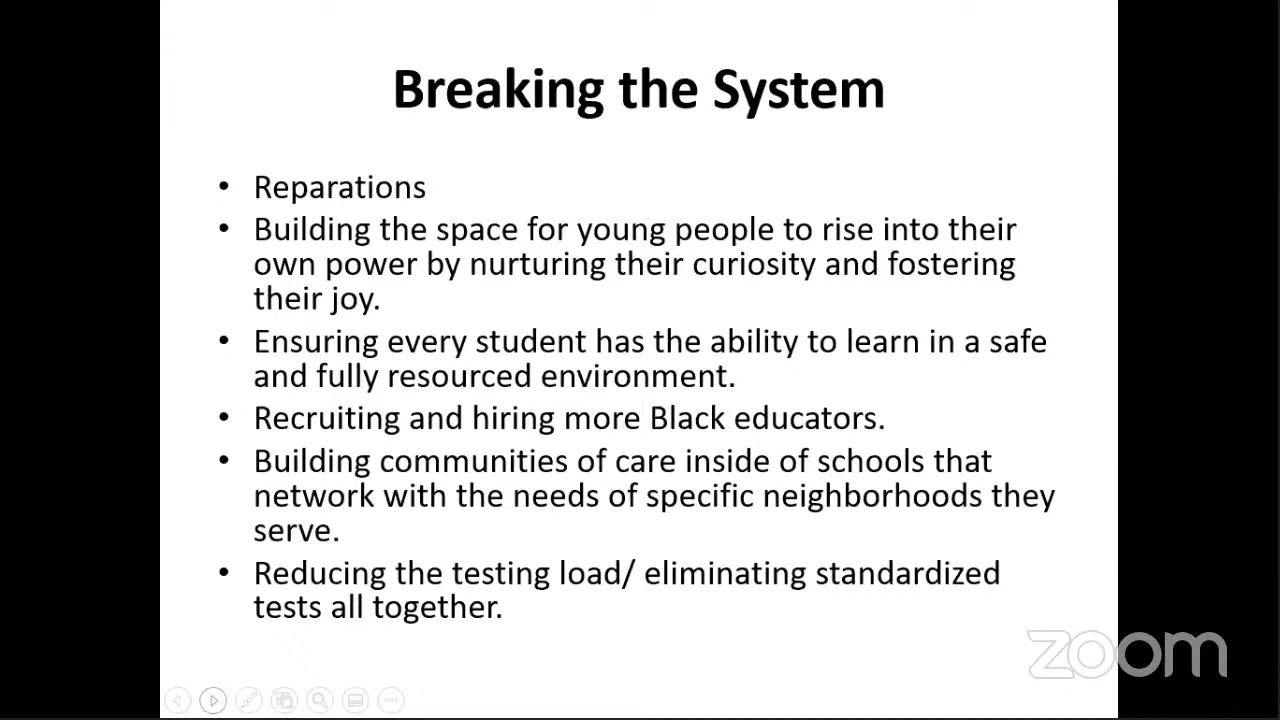 Breaking the System
• Reparations
• Building the space for young people to rise into their
own power by nurturing their curiosity and fostering
their joy.
• Ensuring every student has the ability to learn in a safe
and fully resourced environment.
• Recruiting and hiring more Black educators.
• Building communities of care inside of schools that
network with the needs of specific neighborhoods they
serve.
• Reducing the testing load/ eliminating standardized
tests all together.
zoom